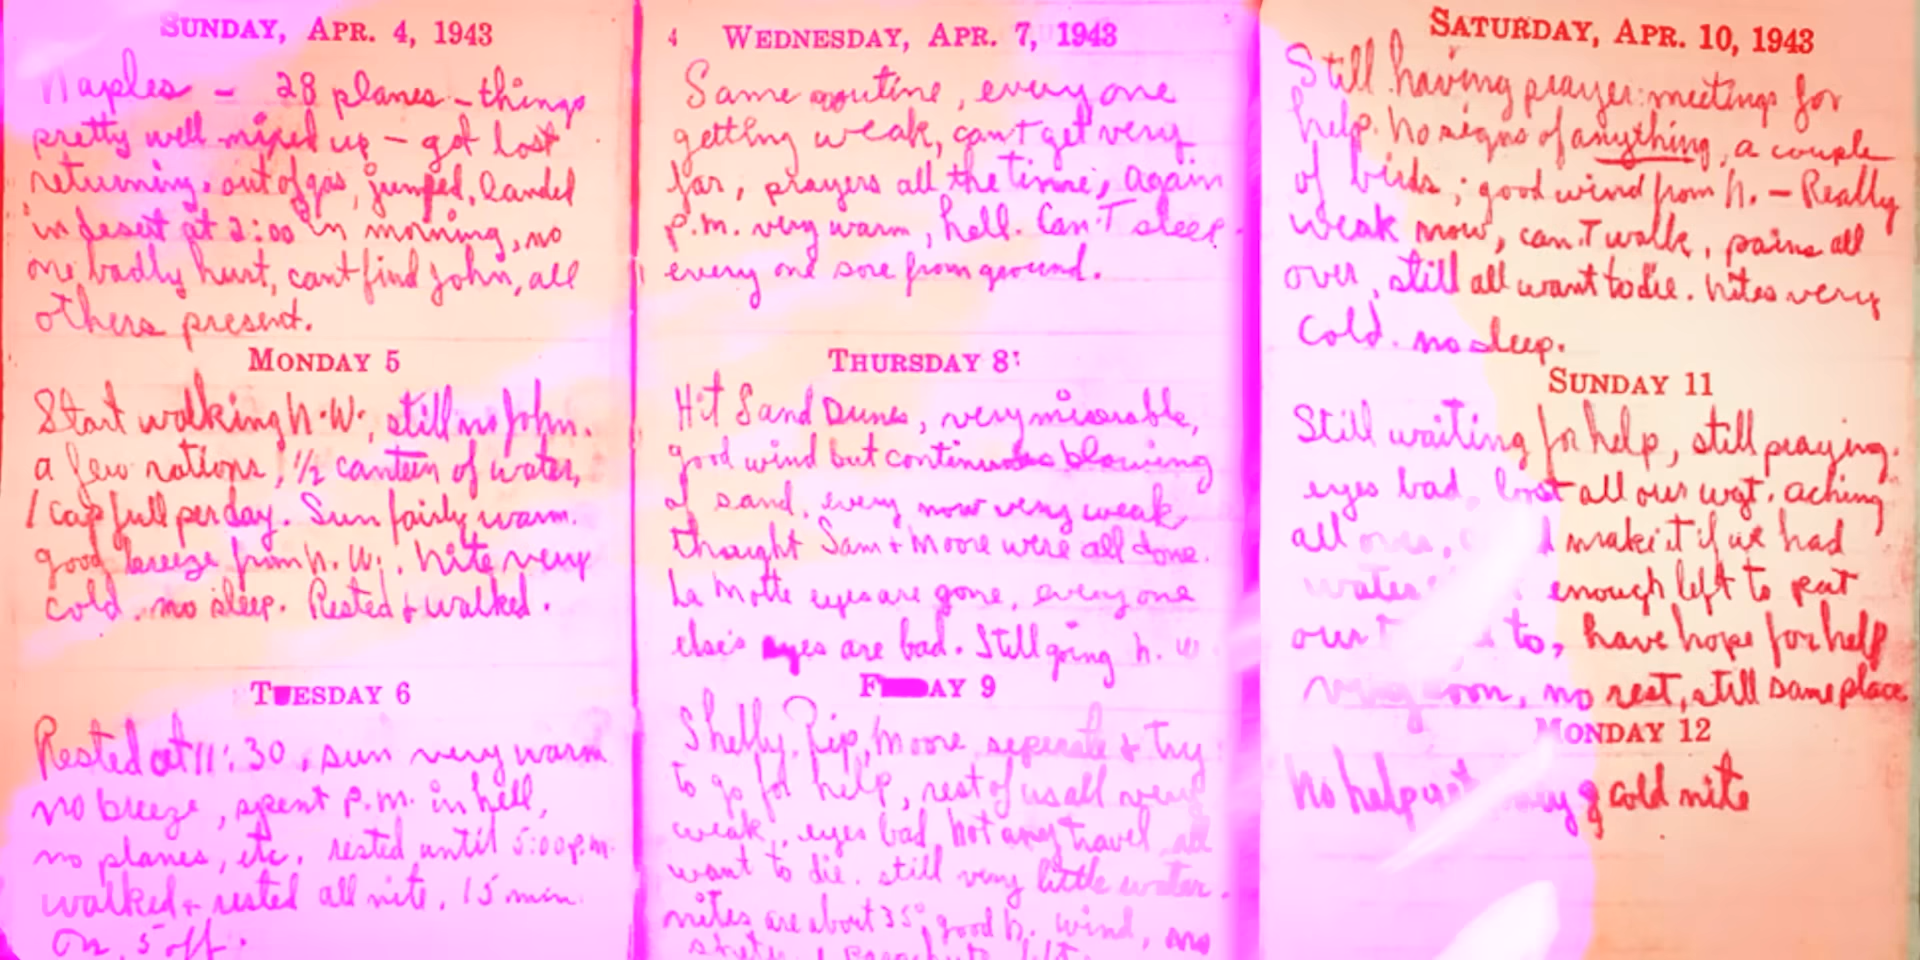 SUNDAY, APR. 4, 1943
Naples - 28 planes - things
pretty well mixed up - got lost
returning, out of gas, jumped, landed
in desert at 2:00 in morning, no
one badly hurt, cant find John, all
others present.
MONDAY 5
Start walking N.W., still no John.
a few rations, 1/2 canteen of water,
1 cap full per day. Sun fairly warm.
good breeze from N.W. Nite very
cold. no sleep. Rested & walked.
TUESDAY 6
Rested at 11:30, sun very warm
no breeze, spent P.M. in hell,
no planes, etc. rested until 5:00 p.m.
walked & rested all nite. 15 min
on, 5 off.
4 WEDNESDAY, APR. 7, 1943
Same routine, everyone
getting weak, can't get very
far, prayers all the time, again
p.m. very warm, hell. Can't sleep.
every one sore from ground.
THURSDAY 8
Hit Sand Dunes, very miserable,
good wind but continuous blowing
of sand, every now very weak
thought Sam & Moore were all done.
La Motte eyes are gone, everyone
else's eyes are bad. Still going N.W.
F AY 9
Shelly, Rip, Moore seperate & try
to go for help, rest of us all very
weak, eyes bad, not any travel, all
want to die. still very little water.
nites are about 35°, good N. wind, no
SATURDAY, APR. 10, 1943
Still having prayer meetings for
help. No signs of anything, a couple
of birds; good wind from N. - Really
weak now, can't walk, pains all
over, still all want to die. Nites very
cold. no sleep.
SUNDAY 11
Still waiting for help, still praying.
eyes bad, lost all our wgt. aching
all make it if we had
water enough left to put
our to, have hope for help
soon, no rest, still same place.
MONDAY 12
No help cold nite